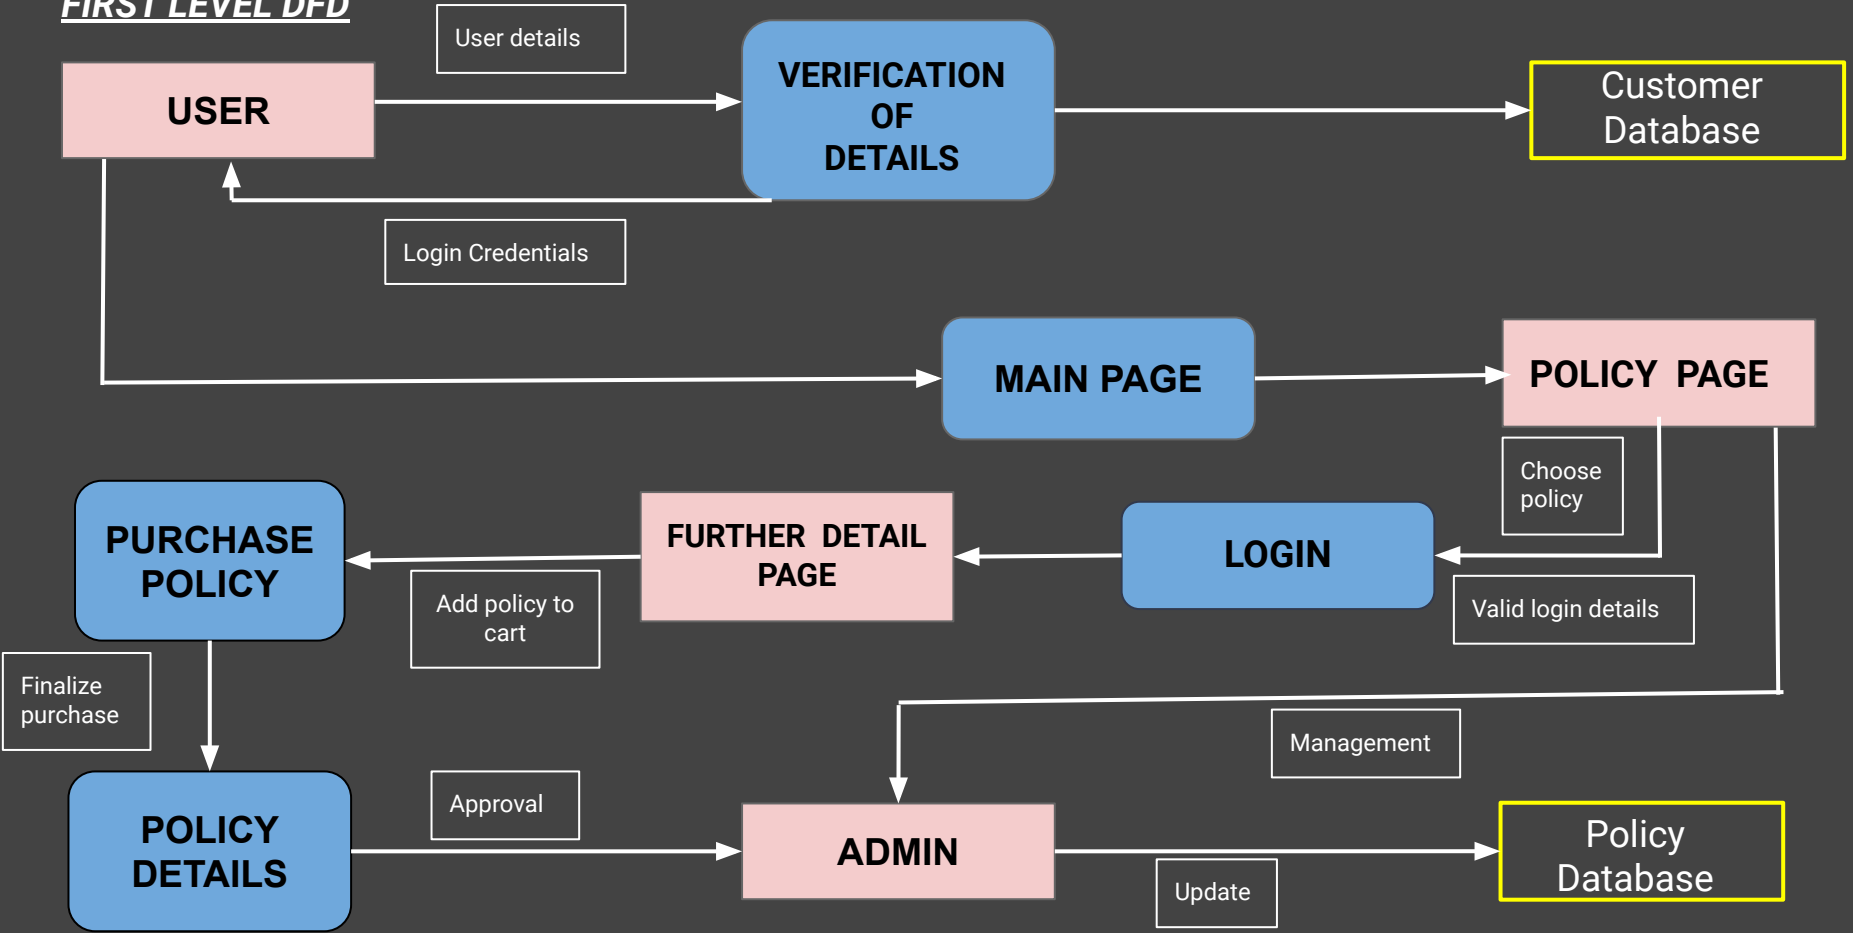 FIRST LEVEL DFD
User details
USER
VERIFICATION
OF
DETAILS
Customer
Database
Login Credentials
MAIN PAGE
POLICY PAGE
Choose
policy
PURCHASE
POLICY
FURTHER DETAIL
PAGE
LOGIN
Add policy to
cart
Valid login details
Finalize
purchase
Management
Approval
POLICY
DETAILS
ADMIN
Policy
Database
Update